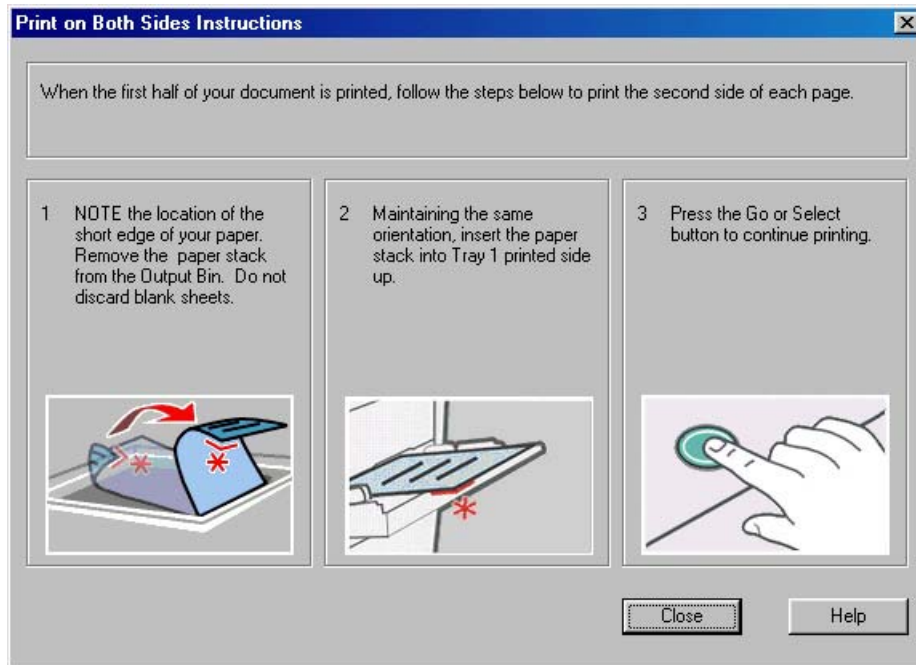 Print on Both Sides Instructions
When the first half of your document is printed, follow the steps below to print the second side of each page.
1 NOTE the location of the
short edge of your paper.
Remove the paper stack
from the Output Bin. Do not
discard blank sheets.
2 Maintaining the same
orientation, insert the paper
stack into Tray 1 printed side
up.
3 Press the Go or Select
button to continue printing.
Close
Help